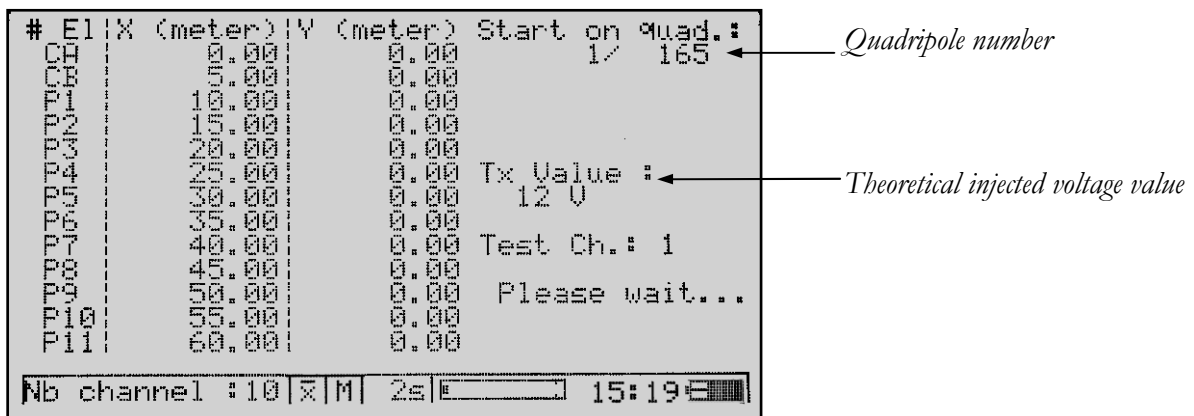 # El X (meter) Y (meter) Start on quad.:
CA 0.00 0.00 1/ 165
CB 5.00 0.00
P1 10.00 0.00
P2 15.00 0.00
P3 20.00 0.00
P4 25.00 0.00 Tx Value :
P5 30.00 0.00 12 V
P6 35.00 0.00
P7 40.00 0.00 Test Ch.: 1
P8 45.00 0.00
P9 50.00 0.00 Please wait...
P10 55.00 0.00
P11 60.00 0.00
Nb channel :10 x̅ M 2s 15:19
Quadripole number
Theoretical injected voltage value